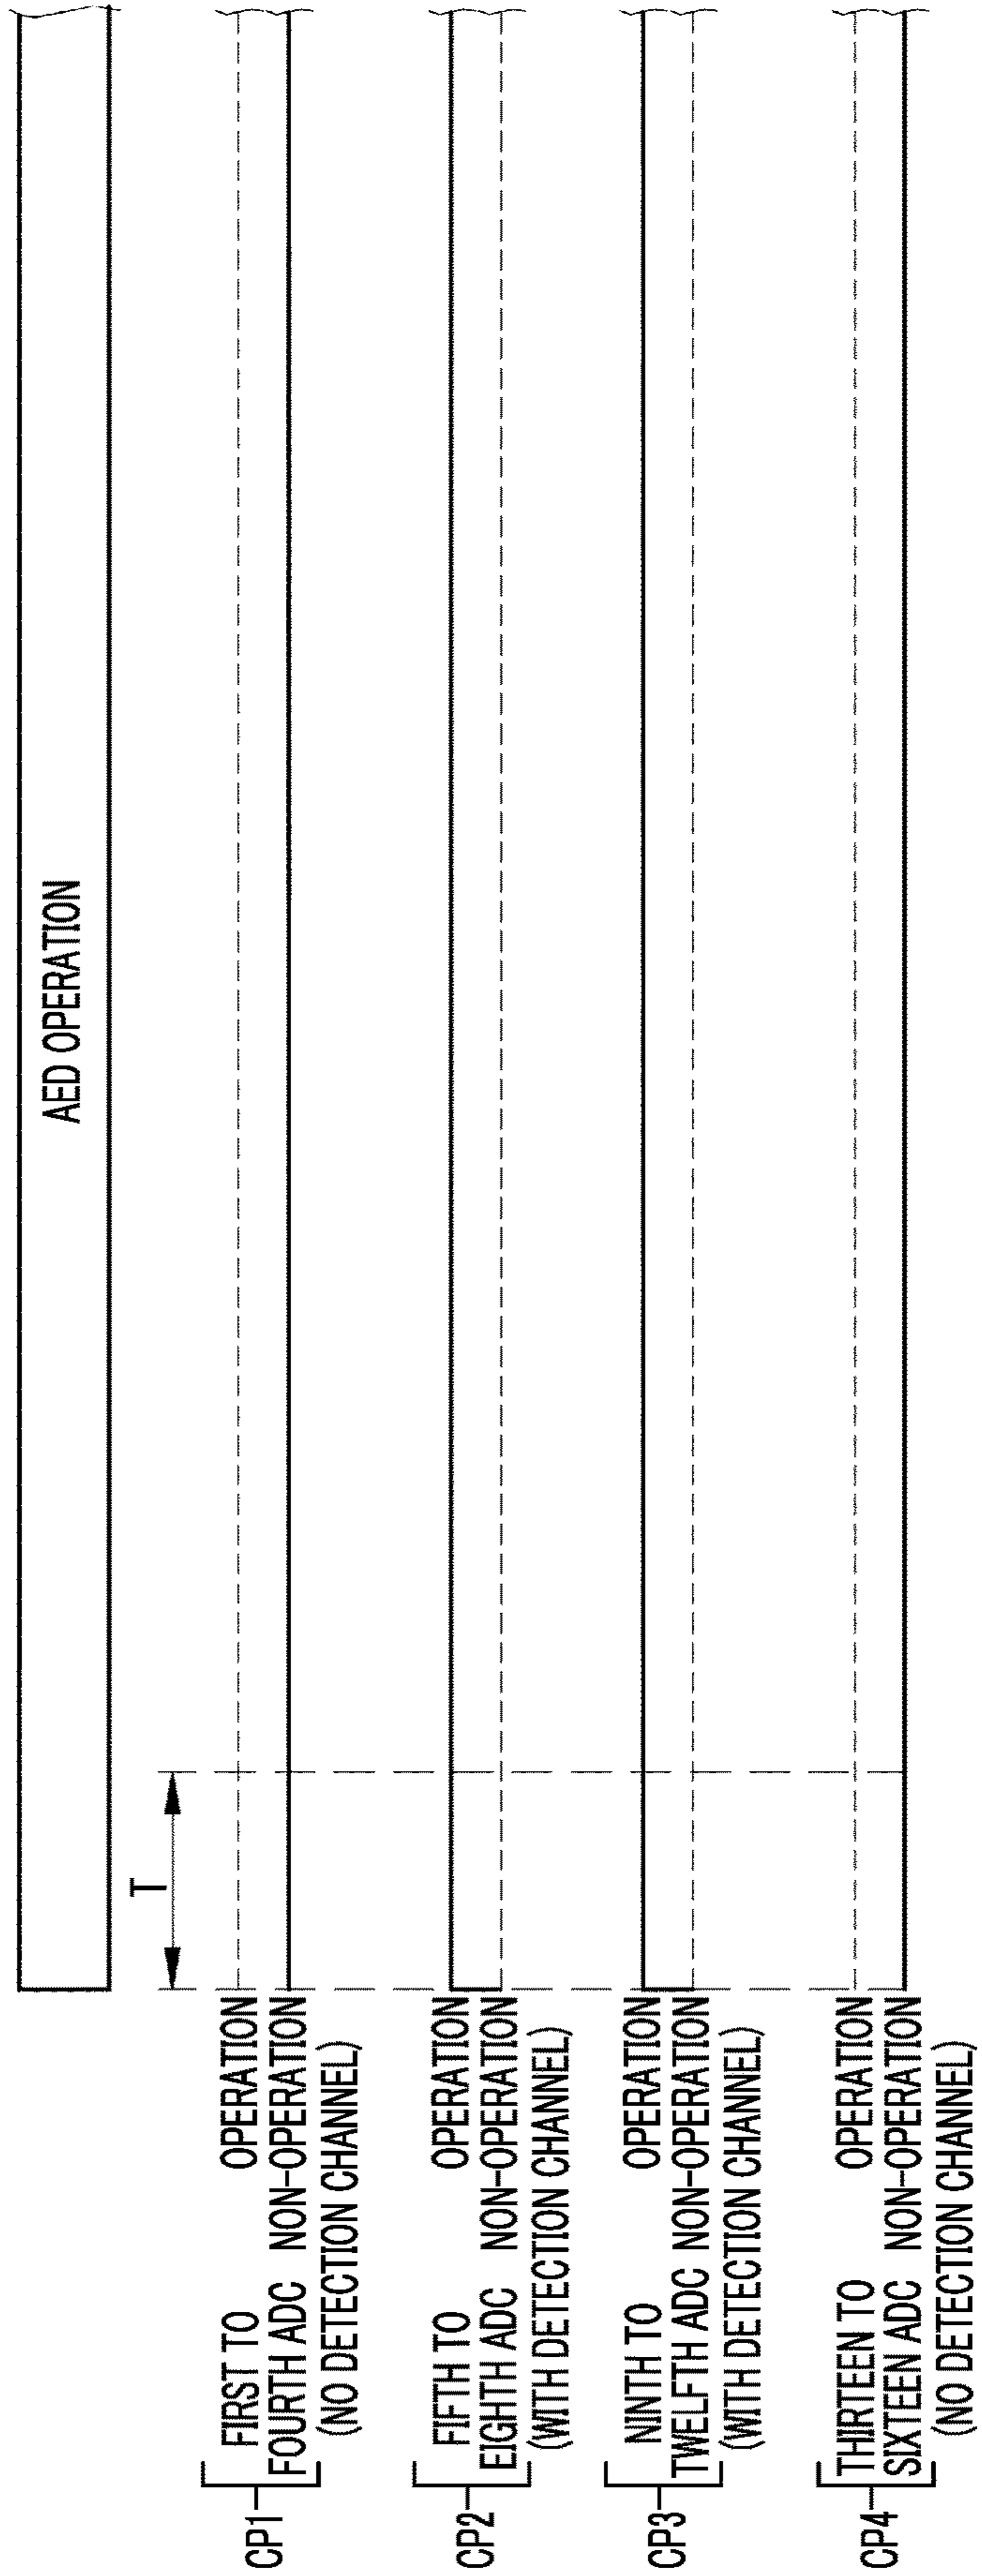 AED OPERATION
T
CP1
FIRST TO
FOURTH ADC
(NO DETECTION CHANNEL)
OPERATION
NON-OPERATION
CP2
FIFTH TO
EIGHTH ADC
(WITH DETECTION CHANNEL)
OPERATION
NON-OPERATION
CP3
NINTH TO
TWELFTH ADC
(WITH DETECTION CHANNEL)
OPERATION
NON-OPERATION
CP4
THIRTEEN TO
SIXTEEN ADC
(NO DETECTION CHANNEL)
OPERATION
NON-OPERATION